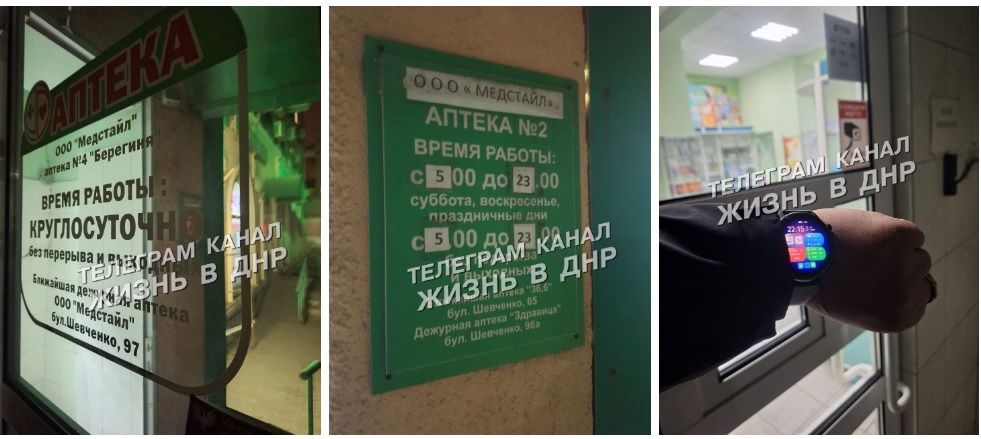 АПТЕКА
ООО "Медстайл"
аптека №4 "Берегиня"
ВРЕМЯ РАБОТЫ :
КРУГЛОСУТОЧНО
без перерыва и выходных
Ближайшая дежурная аптека
ООО "Медстайл"
бул.Шевченко, 97
ТЕЛЕГРАМ КАНАЛ
ЖИЗНЬ В ДНР
ООО « МЕДСТАЙЛ».
АПТЕКА №2
ВРЕМЯ РАБОТЫ:
с 5 00 до 23 00
суббота, воскресенье,
праздничные дни
с 5 00 до 23 00
и выходных
аптека "36,6"
бул. Шевченко, 65
Дежурная аптека "Здравица"
бул. Шевченко, 96а
ТЕЛЕГРАМ КАНАЛ
ЖИЗНЬ В ДНР
22:15
ТЕЛЕГРАМ КАНАЛ
ЖИЗНЬ В ДНР